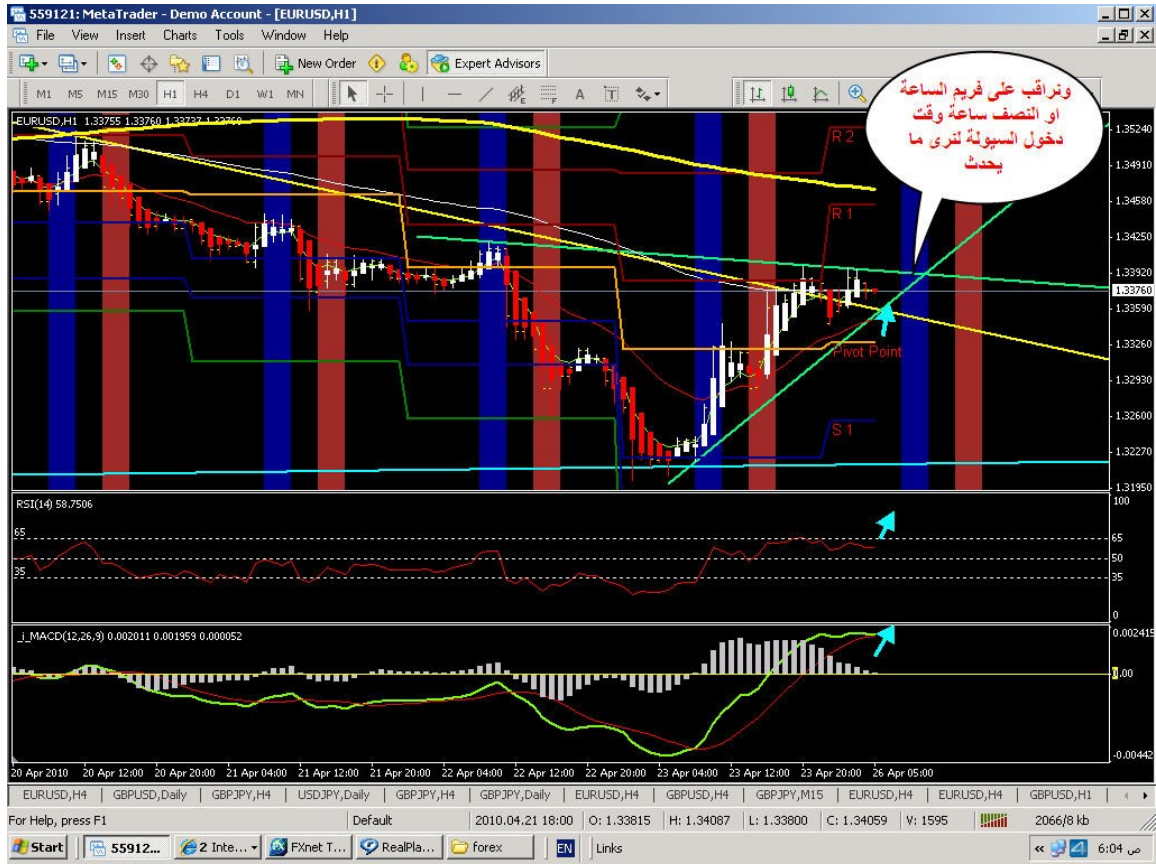 559121: MetaTrader - Demo Account - [EURUSD,H1]
File View Insert Charts Tools Window Help
New Order Expert Advisors
M1 M5 M15 M30 H1 H4 D1 W1 MN A T
ونراقب على فريم الساعة
او النصف ساعة وقت
دخول السيولة لنرى ما
يحدث
EURUSD,H1 1.33755 1.33760 1.33737 1.33760
R 2
R 1
Pivot Point
S 1
1.35240
1.34910
1.34580
1.34250
1.33920
1.33760
1.33590
1.33260
1.32930
1.32600
1.32270
1.31950
RSI(14) 58.7506
65
35
100
65
50
35
0
_i_MACD(12,26,9) 0.002011 0.001959 0.000052
0.002415
0.00
-0.00442
20 Apr 2010 20 Apr 12:00 20 Apr 20:00 21 Apr 04:00 21 Apr 12:00 21 Apr 20:00 22 Apr 04:00 22 Apr 12:00 22 Apr 20:00 23 Apr 04:00 23 Apr 12:00 23 Apr 20:00 26 Apr 05:00
EURUSD,H4 GBPUSD,Daily GBPJPY,H4 USDJPY,Daily GBPJPY,H4 GBPJPY,Daily EURUSD,H4 GBPUSD,H4 GBPJPY,M15 EURUSD,H4 EURUSD,H4 GBPUSD,H1
For Help, press F1 Default 2010.04.21 18:00 O: 1.33815 H: 1.34087 L: 1.33800 C: 1.34059 V: 1595 2066/8 kb
Start 55912... 2 Inte... FXnet T... RealPla... forex EN Links 6:04 ص